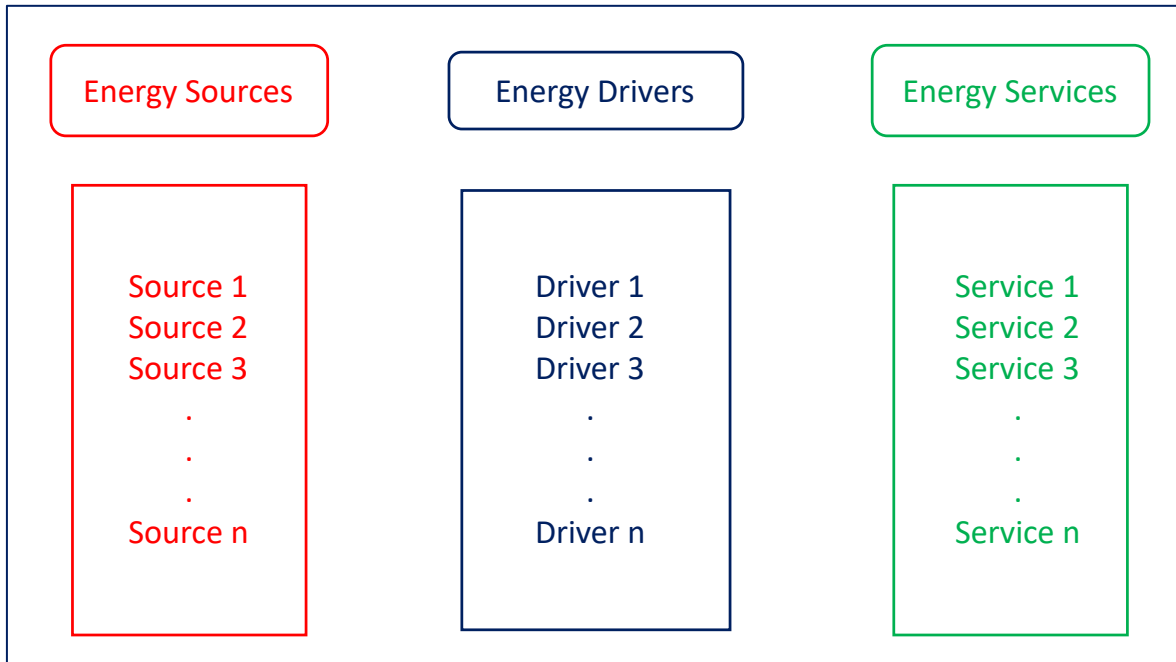 Energy Sources
Energy Drivers
Energy Services
Source 1
Source 2
Source 3
.
.
.
Source n
Driver 1
Driver 2
Driver 3
.
.
.
Driver n
Service 1
Service 2
Service 3
.
.
.
Service n